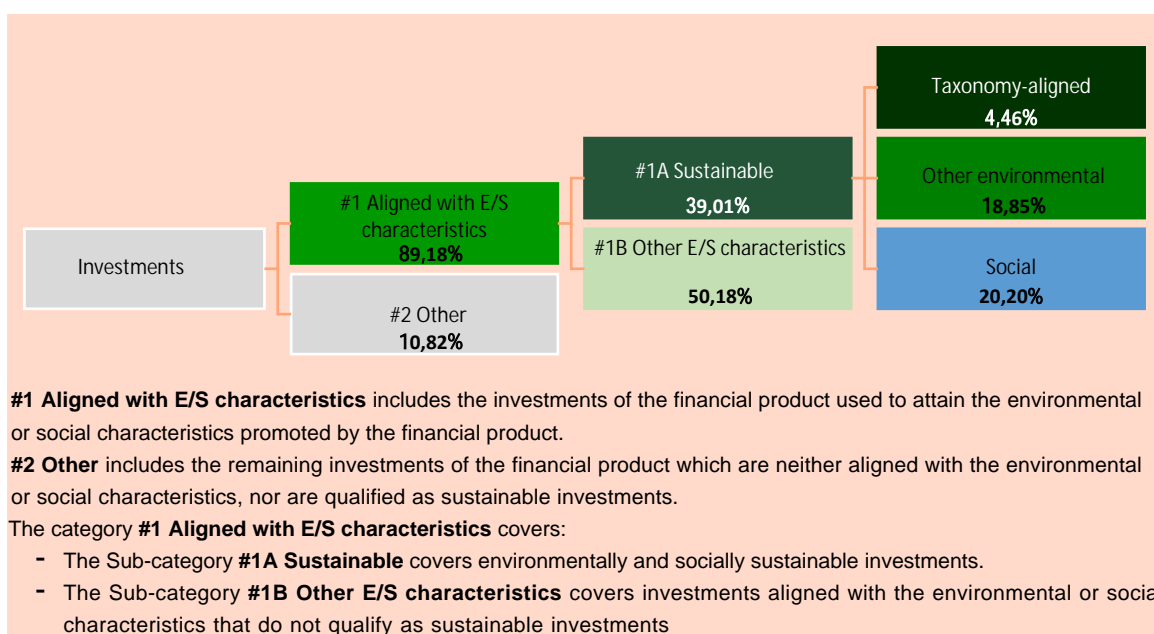 Taxonomy-aligned
4,46%
#1A Sustainable
39,01%
Other environmental
18,85%
#1 Aligned with E/S
characteristics
89,18%
#1B Other E/S characteristics
50,18%
Investments
Social
20,20%
#2 Other
10,82%
#1 Aligned with E/S characteristics includes the investments of the financial product used to attain the environmental
or social characteristics promoted by the financial product.
#2 Other includes the remaining investments of the financial product which are neither aligned with the environmental
or social characteristics, nor are qualified as sustainable investments.
The category #1 Aligned with E/S characteristics covers:
- The Sub-category #1A Sustainable covers environmentally and socially sustainable investments.
- The Sub-category #1B Other E/S characteristics covers investments aligned with the environmental or socia
characteristics that do not qualify as sustainable investments